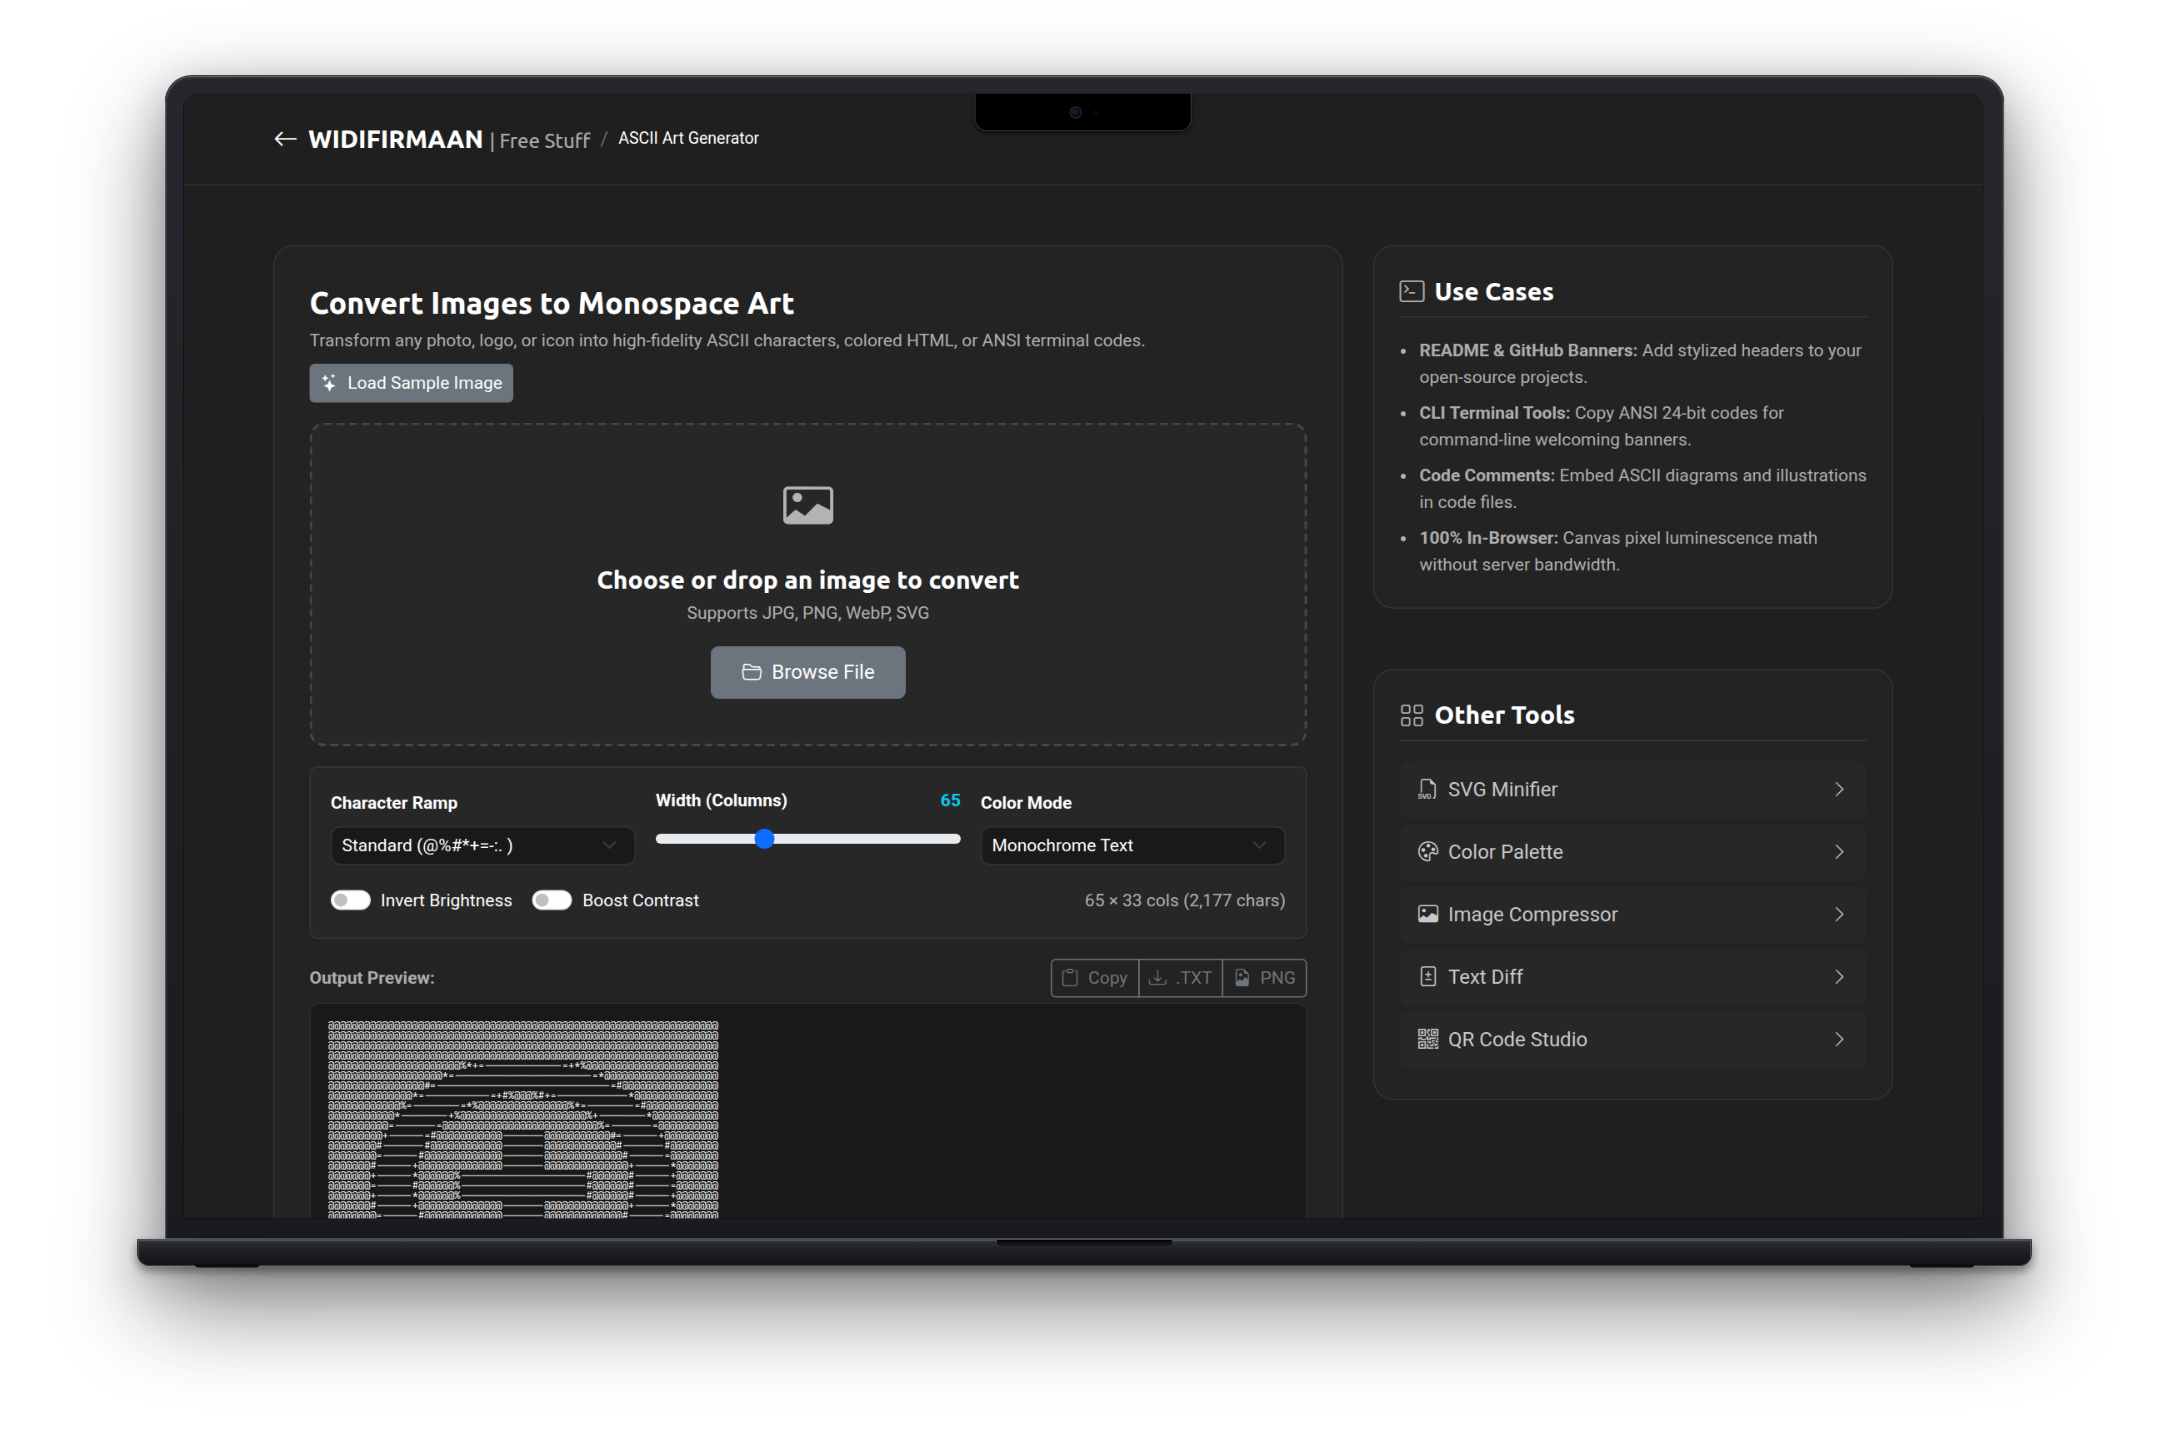 WIDIFIRMAAN | Free Stuff / ASCII Art Generator
Convert Images to Monospace Art
Transform any photo, logo, or icon into high-fidelity ASCII characters, colored HTML, or ANSI terminal codes.
Load Sample Image
Choose or drop an image to convert
Supports JPG, PNG, WebP, SVG
Browse File
Character Ramp
Standard (@%#*+=-:. )
Width (Columns) 65
Color Mode
Monochrome Text
Invert Brightness
Boost Contrast
65 × 33 cols (2,177 chars)
Output Preview:
Copy
.TXT
PNG
Use Cases
• README & GitHub Banners: Add stylized headers to your
open-source projects.
• CLI Terminal Tools: Copy ANSI 24-bit codes for
command-line welcoming banners.
• Code Comments: Embed ASCII diagrams and illustrations
in code files.
• 100% In-Browser: Canvas pixel luminescence math
without server bandwidth.
Other Tools
SVG Minifier
Color Palette
Image Compressor
Text Diff
QR Code Studio